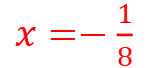 x = − 1/8